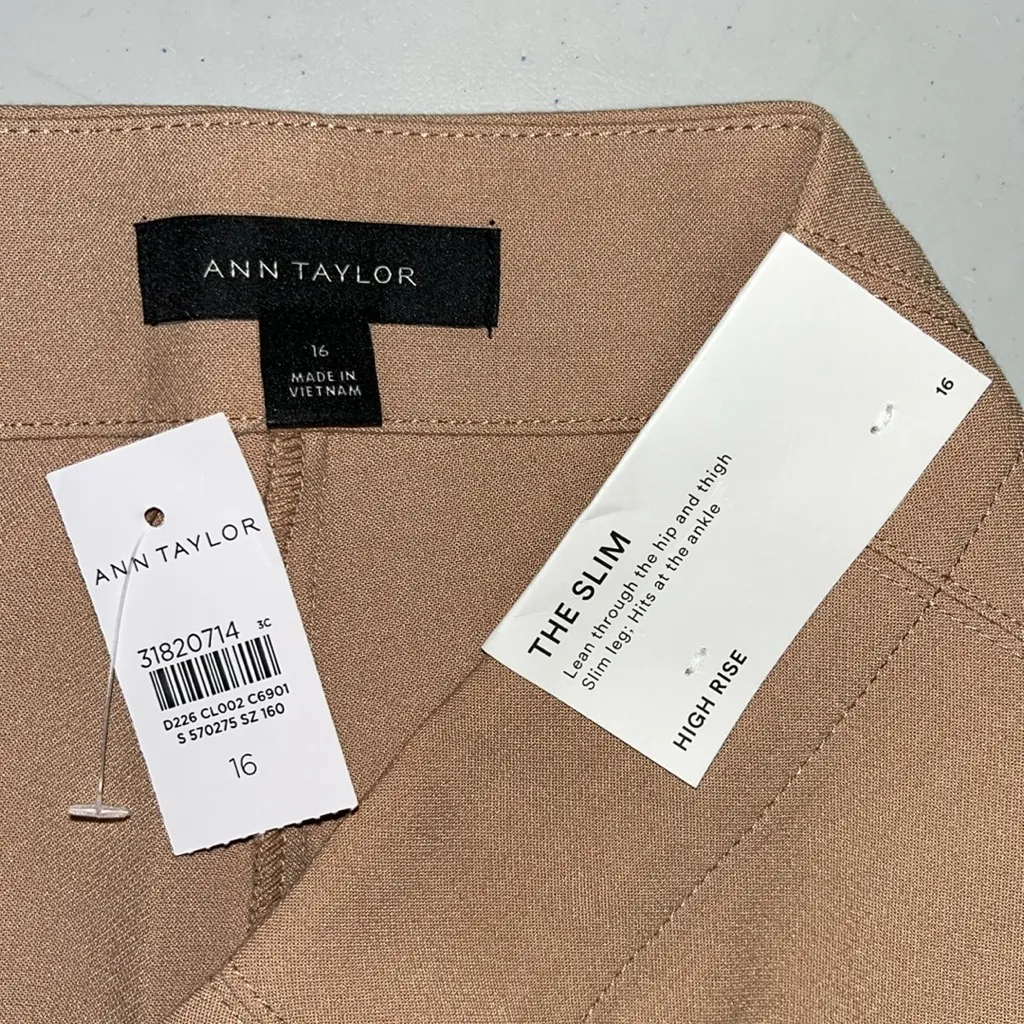 ANN TAYLOR
16
MADE IN
VIETNAM
ANN TAYLOR
31820714 3C
D226 CL002 C6901
S 570275 SZ 160
16
16
THE SLIM
Lean through the hip and thigh
Slim leg; Hits at the ankle
HIGH RISE